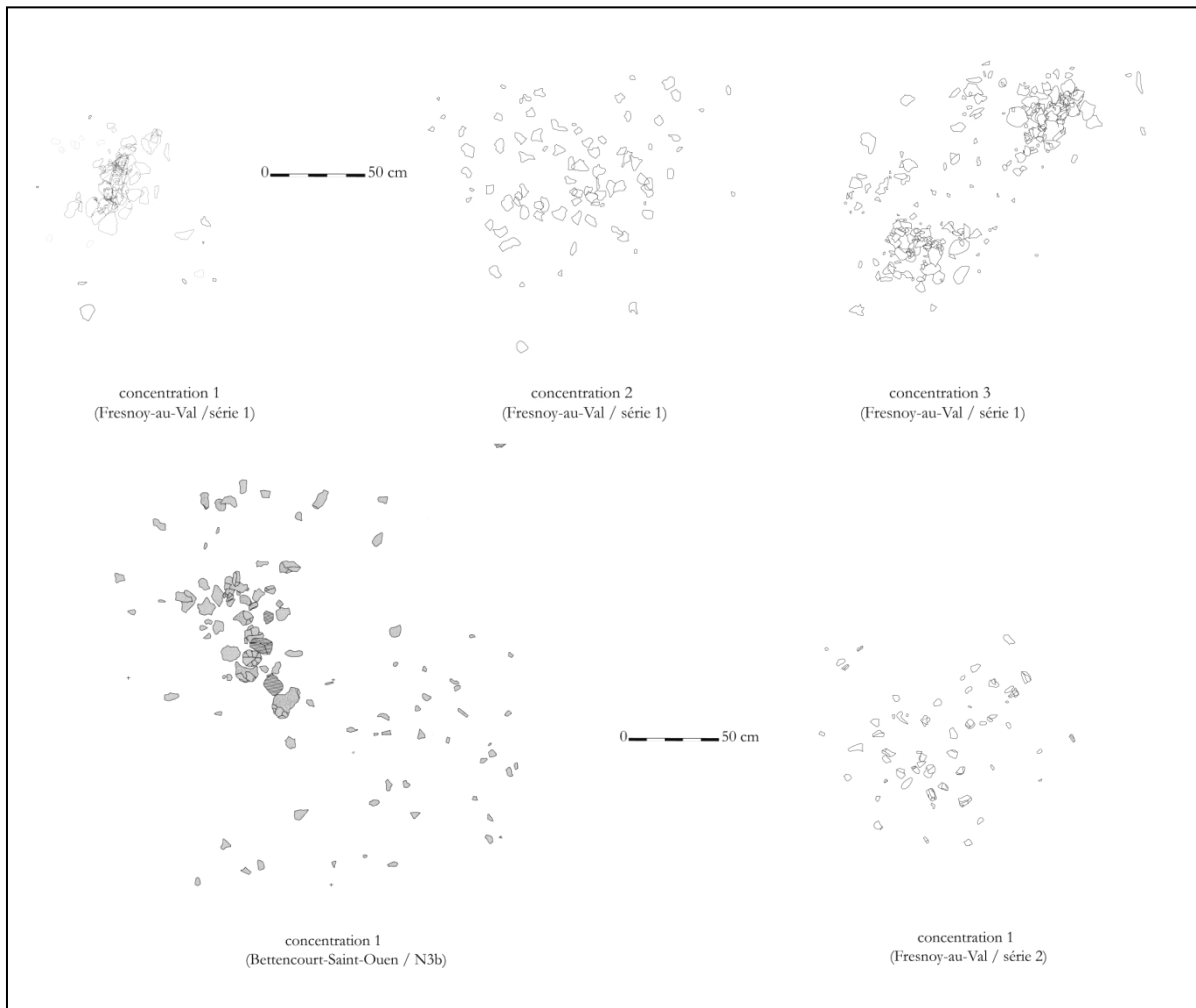 0 50 cm
concentration 1
(Fresnoy-au-Val /série 1)
concentration 2
(Fresnoy-au-Val / série 1)
concentration 3
(Fresnoy-au-Val / série 1)
0 50 cm
concentration 1
(Bettencourt-Saint-Ouen / N3b)
concentration 1
(Fresnoy-au-Val / série 2)